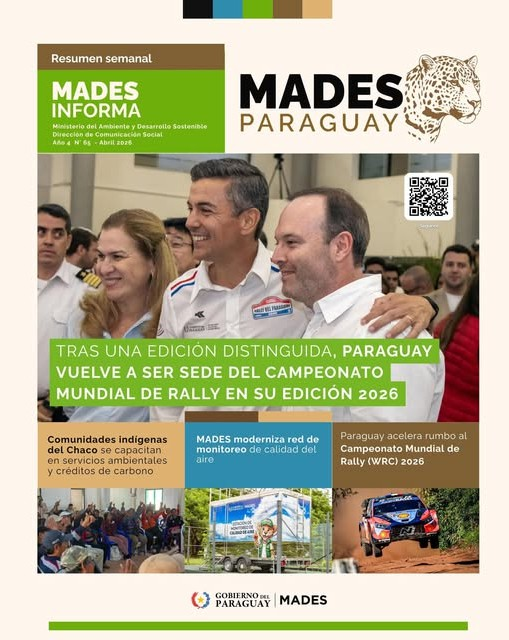 Resumen semanal
MADES
INFORMA
Ministerio del Ambiente y Desarrollo Sostenible
Dirección de Comunicación Social
Año 4 N° 65 - Abril 2026
MADES
PARAGUAY
TRAS UNA EDICIÓN DISTINGUIDA, PARAGUAY
VUELVE A SER SEDE DEL CAMPEONATO
MUNDIAL DE RALLY EN SU EDICIÓN 2026
Comunidades indígenas
del Chaco se capacitan
en servicios ambientales
y créditos de carbono
MADES moderniza red de
monitoreo de calidad del
aire
Paraguay acelera rumbo al
Campeonato Mundial de
Rally (WRC) 2026
GOBIERNO DEL
PARAGUAY
MADES